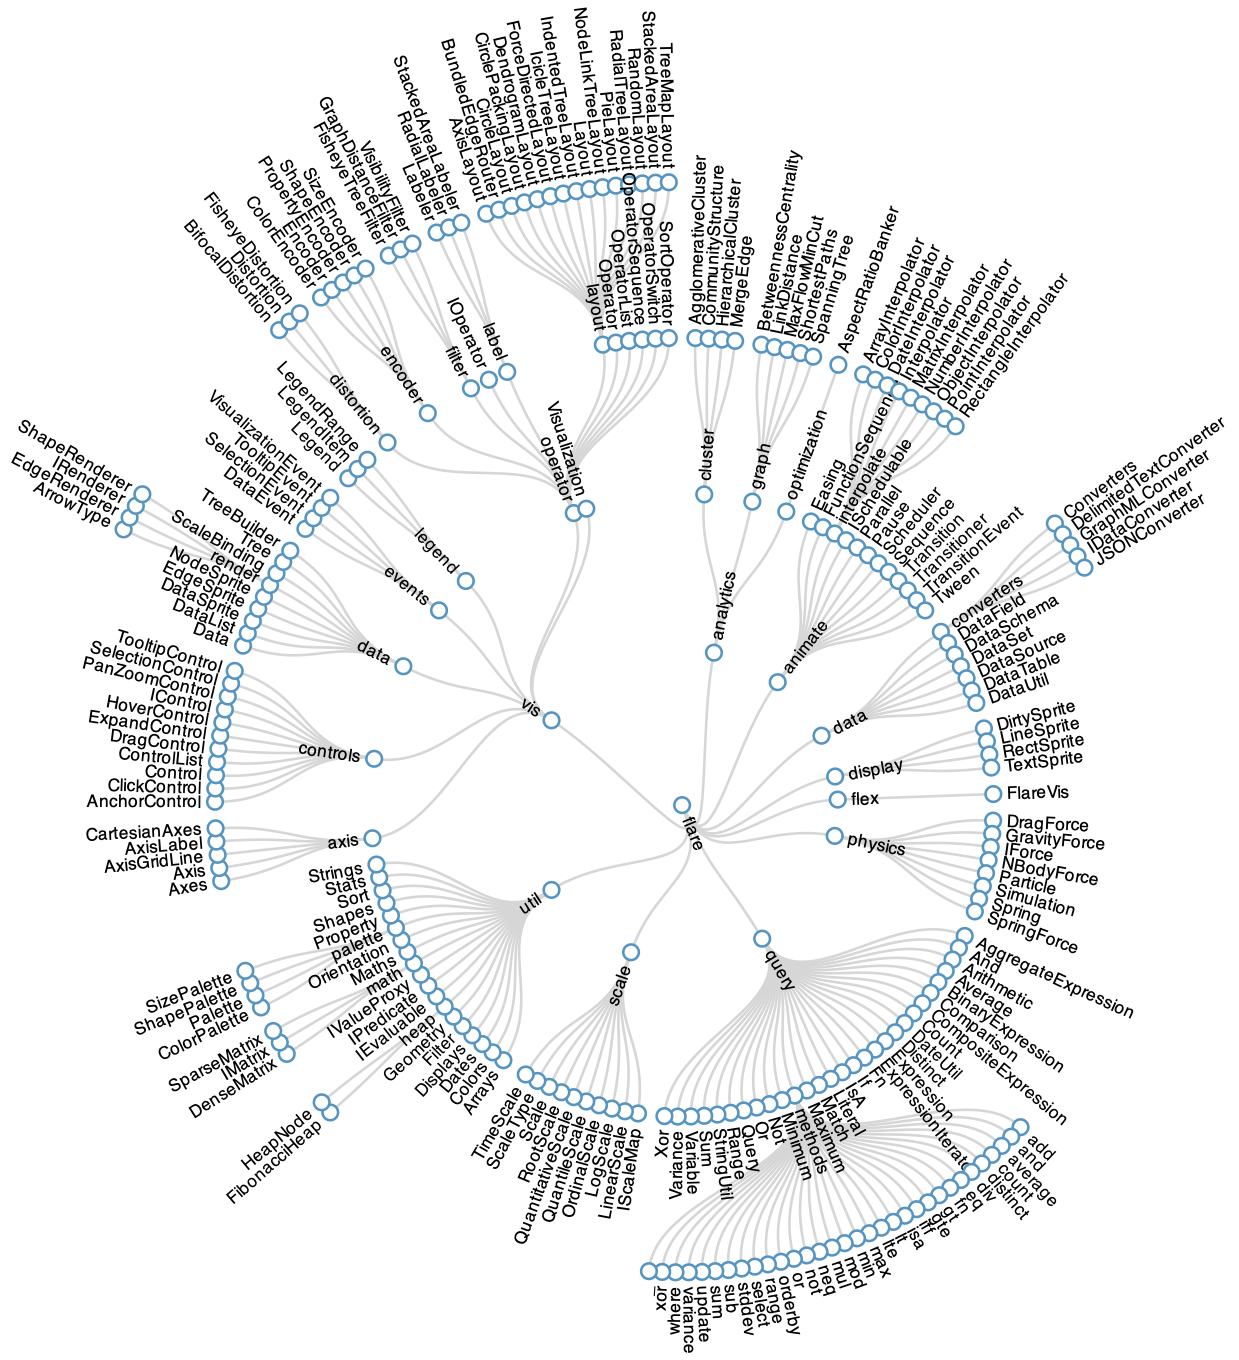 flare
analytics
cluster
AgglomerativeCluster
CommunityStructure
HierarchicalCluster
MergeEdge
graph
BetweennessCentrality
LinkDistance
MaxFlowMinCut
ShortestPaths
SpanningTree
optimization
AspectRatioBanker
animate
Easing
FunctionSequence
interpolate
ArrayInterpolator
ColorInterpolator
DateInterpolator
Interpolator
MatrixInterpolator
NumberInterpolator
ObjectInterpolator
PointInterpolator
RectangleInterpolator
ISchedulable
Parallel
Pause
Scheduler
Sequence
Transition
Transitioner
TransitionEvent
Tween
data
converters
Converters
DelimitedTextConverter
GraphMLConverter
IDataConverter
JSONConverter
DataField
DataSchema
DataSet
DataSource
DataTable
DataUtil
display
DirtySprite
LineSprite
RectSprite
TextSprite
flex
FlareVis
physics
DragForce
GravityForce
IForce
NBodyForce
Particle
Simulation
Spring
SpringForce
query
AggregateExpression
And
Arithmetic
Average
BinaryExpression
Comparison
CompositeExpression
Count
DateUtil
Distinct
Expression
ExpressionIterator
Fn
If
IsA
Literal
Match
Maximum
methods
add
and
average
count
distinct
div
eq
fn
gt
gte
iff
isa
lt
lte
max
min
mod
mul
neq
not
or
orderby
range
select
stddev
sub
sum
update
variance
where
xor
_
Minimum
Not
Or
Query
Range
StringUtil
Sum
Variable
Variance
Xor
scale
IScaleMap
LinearScale
LogScale
OrdinalScale
QuantileScale
QuantitativeScale
RootScale
Scale
ScaleType
TimeScale
util
Arrays
Colors
Dates
Displays
Filter
Geometry
heap
FibonacciHeap
HeapNode
IEvaluable
IPredicate
IValueProxy
math
DenseMatrix
IMatrix
SparseMatrix
Maths
Orientation
palette
ColorPalette
Palette
ShapePalette
SizePalette
Property
Shapes
Sort
Stats
Strings
vis
axis
Axes
Axis
AxisGridLine
AxisLabel
CartesianAxes
controls
AnchorControl
ClickControl
Control
ControlList
DragControl
ExpandControl
HoverControl
IControl
PanZoomControl
SelectionControl
TooltipControl
data
Data
DataList
DataSprite
EdgeSprite
NodeSprite
render
ArrowType
EdgeRenderer
IRenderer
ShapeRenderer
ScaleBinding
Tree
TreeBuilder
events
DataEvent
SelectionEvent
TooltipEvent
VisualizationEvent
legend
Legend
LegendItem
LegendRange
operator
distortion
BifocalDistortion
Distortion
FisheyeDistortion
encoder
ColorEncoder
Encoder
PropertyEncoder
ShapeEncoder
SizeEncoder
filter
FisheyeTreeFilter
GraphDistanceFilter
VisibilityFilter
IOperator
label
Labeler
RadialLabeler
StackedAreaLabeler
layout
AxisLayout
BundledEdgeRouter
CircleLayout
CirclePackingLayout
DendrogramLayout
ForceDirectedLayout
IcicleTreeLayout
IndentedTreeLayout
Layout
NodeLinkTreeLayout
PieLayout
RadialTreeLayout
RandomLayout
StackedAreaLayout
TreeMapLayout
Operator
OperatorList
OperatorSequence
OperatorSwitch
SortOperator
Visualization